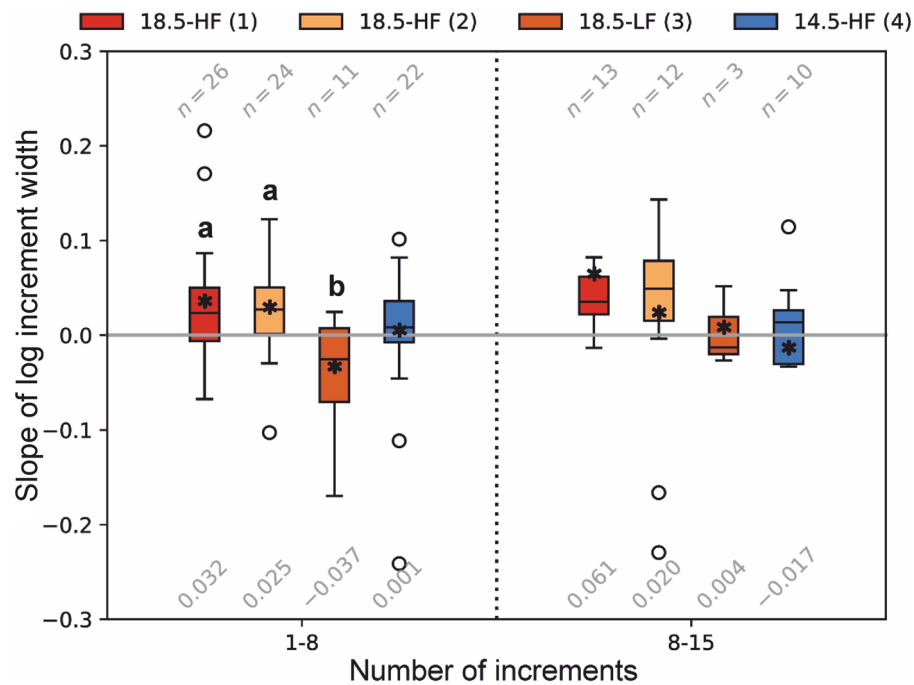 18.5-HF (1) 18.5-HF (2) 18.5-LF (3) 14.5-HF (4)
0.3
n = 26 n = 24 n = 11 n = 22 n = 13 n = 12 n = 3 n = 10
0.2
a
a
0.1
b
0.0
−0.1
−0.2
0.032 0.025 −0.037 0.001 0.061 0.020 0.004 −0.017
−0.3
1-8 8-15
Number of increments
Slope of log increment width